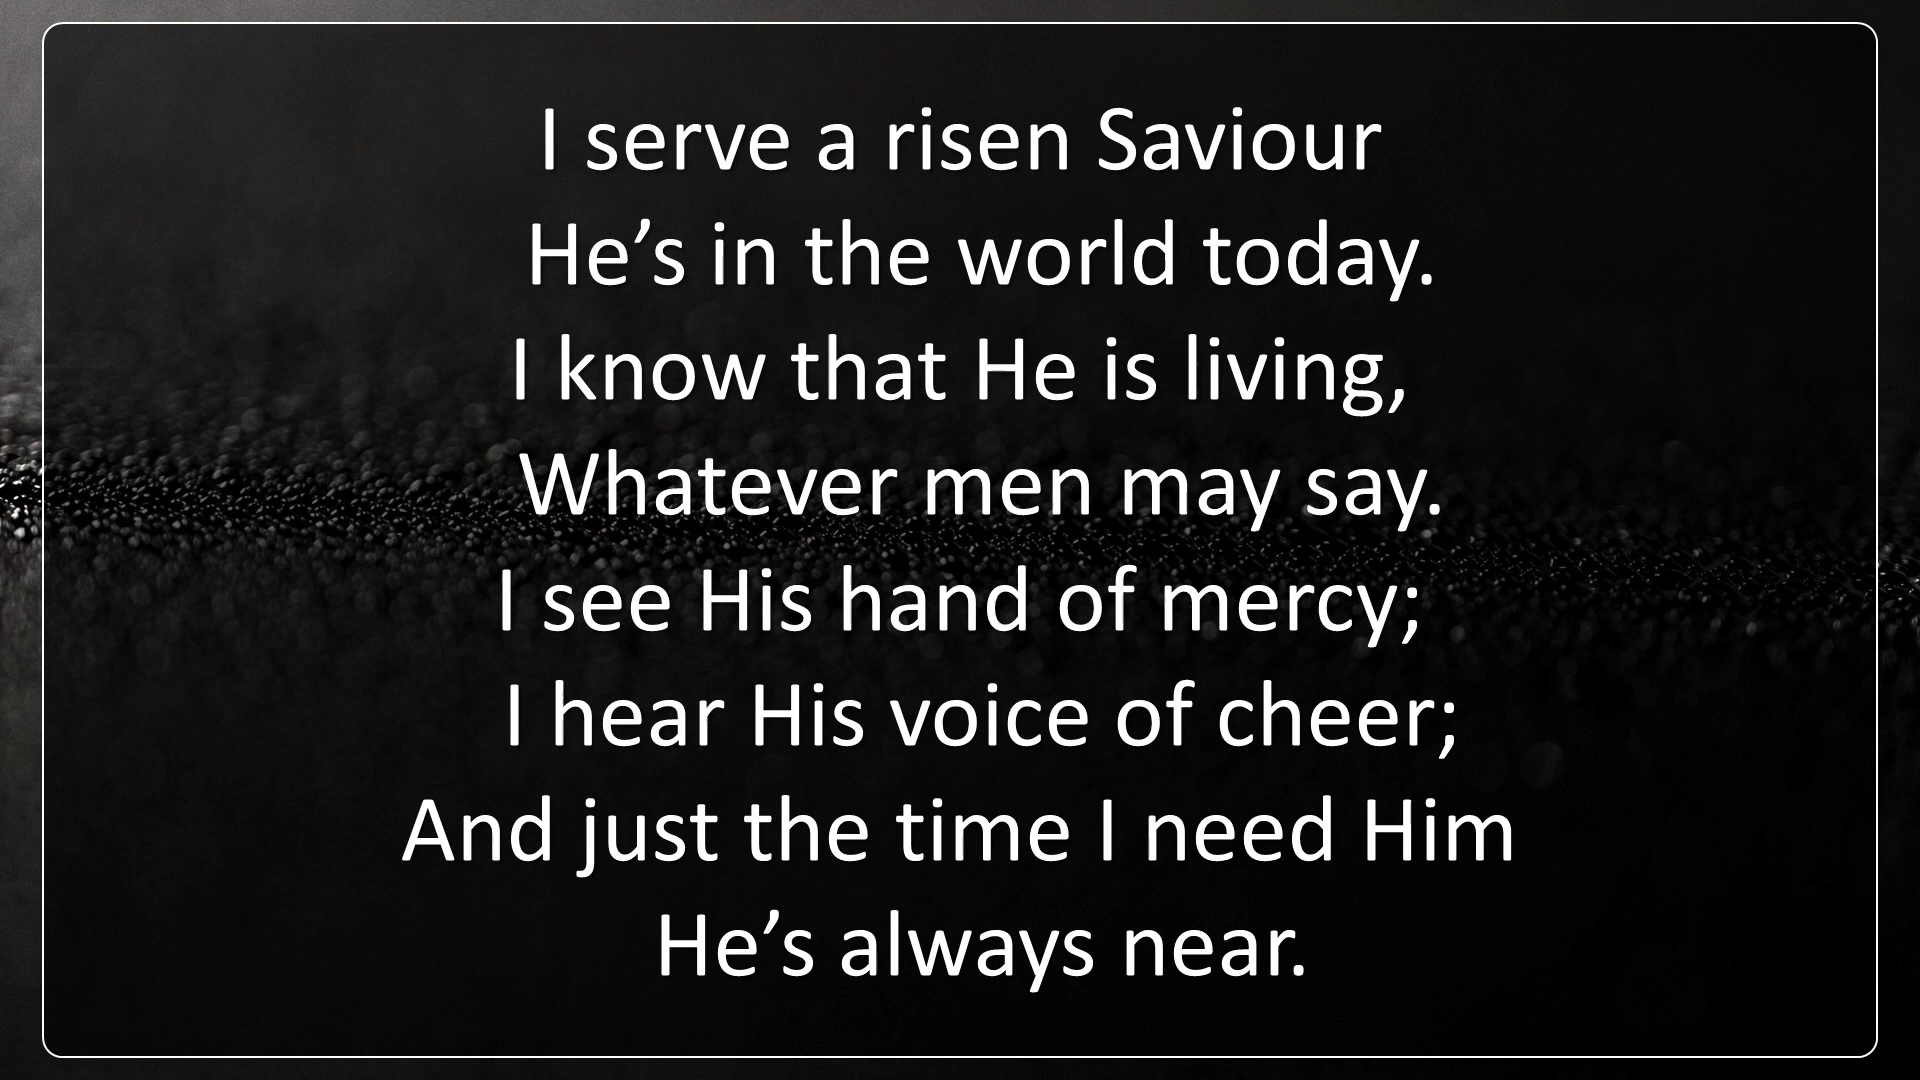 I serve a risen Saviour
He’s in the world today.
I know that He is living,
Whatever men may say.
I see His hand of mercy;
I hear His voice of cheer;
And just the time I need Him
He’s always near.